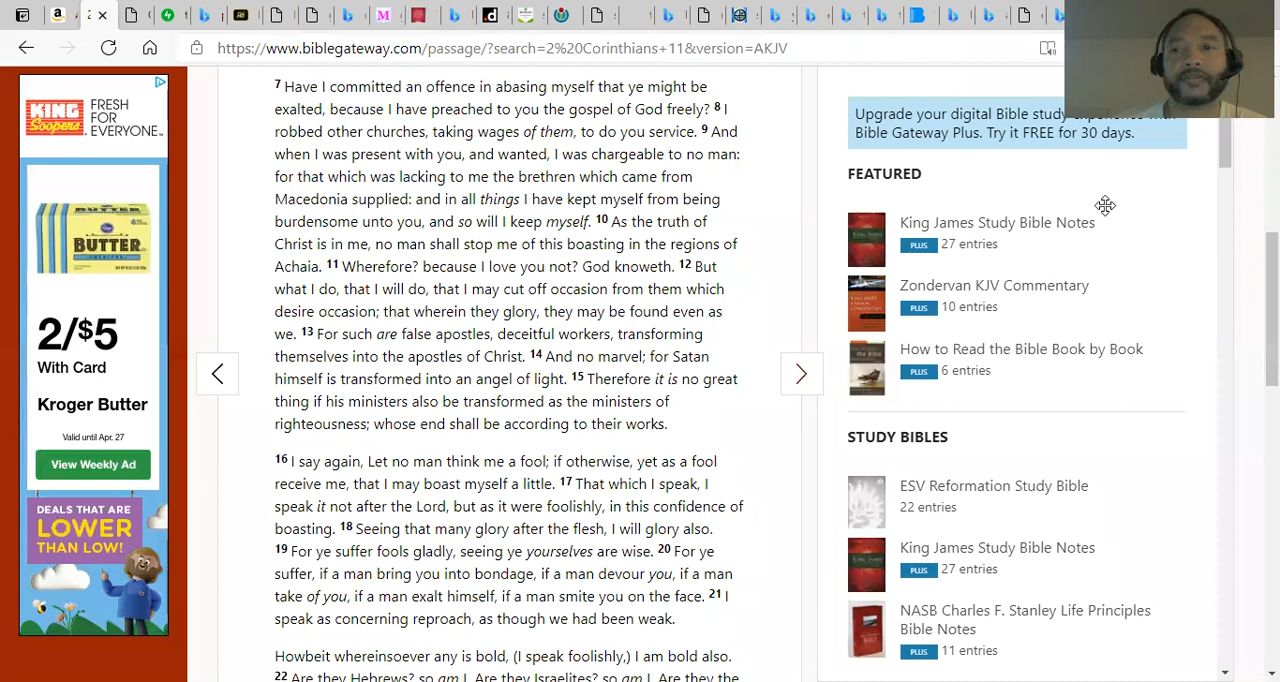 https://www.biblegateway.com/passage/?search=2%20Corinthians+11&version=AKJV
KING
Soopers
FRESH
FOR
EVERYONE.
BUTTER
2/$5
With Card
Kroger Butter
Valid until Apr. 27
View Weekly Ad
DEALS THAT ARE
LOWER
THAN LOW!
7 Have I committed an offence in abasing myself that ye might be
exalted, because I have preached to you the gospel of God freely? 8 I
robbed other churches, taking wages of them, to do you service. 9 And
when I was present with you, and wanted, I was chargeable to no man:
for that which was lacking to me the brethren which came from
Macedonia supplied: and in all things I have kept myself from being
burdensome unto you, and so will I keep myself. 10 As the truth of
Christ is in me, no man shall stop me of this boasting in the regions of
Achaia. 11 Wherefore? because I love you not? God knoweth. 12 But
what I do, that I will do, that I may cut off occasion from them which
desire occasion; that wherein they glory, they may be found even as
we. 13 For such are false apostles, deceitful workers, transforming
themselves into the apostles of Christ. 14 And no marvel; for Satan
himself is transformed into an angel of light. 15 Therefore it is no great
thing if his ministers also be transformed as the ministers of
righteousness; whose end shall be according to their works.
16 I say again, Let no man think me a fool; if otherwise, yet as a fool
receive me, that I may boast myself a little. 17 That which I speak, I
speak it not after the Lord, but as it were foolishly, in this confidence of
boasting. 18 Seeing that many glory after the flesh, I will glory also.
19 For ye suffer fools gladly, seeing ye yourselves are wise. 20 For ye
suffer, if a man bring you into bondage, if a man devour you, if a man
take of you, if a man exalt himself, if a man smite you on the face. 21 I
speak as concerning reproach, as though we had been weak.
Howbeit whereinsoever any is bold, (I speak foolishly,) I am bold also.
22 Are they Hebrews? so am I. Are they Israelites? so am I. Are they the
Upgrade your digital Bible study experience with
Bible Gateway Plus. Try it FREE for 30 days.
FEATURED
King James Study Bible Notes
PLUS 27 entries
Zondervan KJV Commentary
PLUS 10 entries
How to Read the Bible Book by Book
PLUS 6 entries
STUDY BIBLES
ESV Reformation Study Bible
22 entries
King James Study Bible Notes
PLUS 27 entries
NASB Charles F. Stanley Life Principles
Bible Notes
PLUS 11 entries